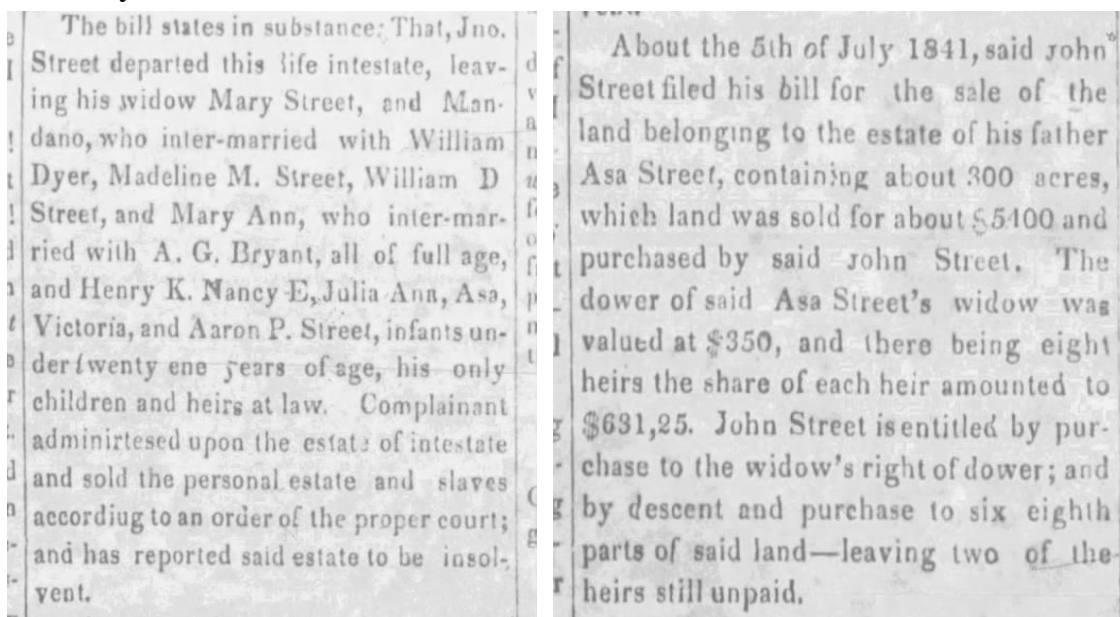 The bill states in substance: That, Jno.
Street departed this life intestate, leav-
ing his widow Mary Street, and Man-
dano, who inter-married with William
Dyer, Madeline M. Street, William D
Street, and Mary Ann, who inter-mar-
ried with A. G. Bryant, all of full age,
and Henry K. Nancy E, Julia Ann, Asa,
Victoria, and Aaron P. Street, infants un-
der twenty ene years of age, his only
children and heirs at law. Complainant
adminirtesed upon the estate of intestate
and sold the personal estate and slaves
accordiug to an order of the proper court;
and has reported said estate to be insol-
vent.
About the 5th of July 1841, said John
Street filed his bill for the sale of the
land belonging to the estate of his father
Asa Street, containing about 300 acres,
which land was sold for about $5400 and
purchased by said John Street. The
dower of said Asa Street's widow was
valued at $350, and there being eight
heirs the share of each heir amounted to
$631,25. John Street is entitled by pur-
chase to the widow's right of dower; and
by descent and purchase to six eighth
parts of said land—leaving two of the
heirs still unpaid.